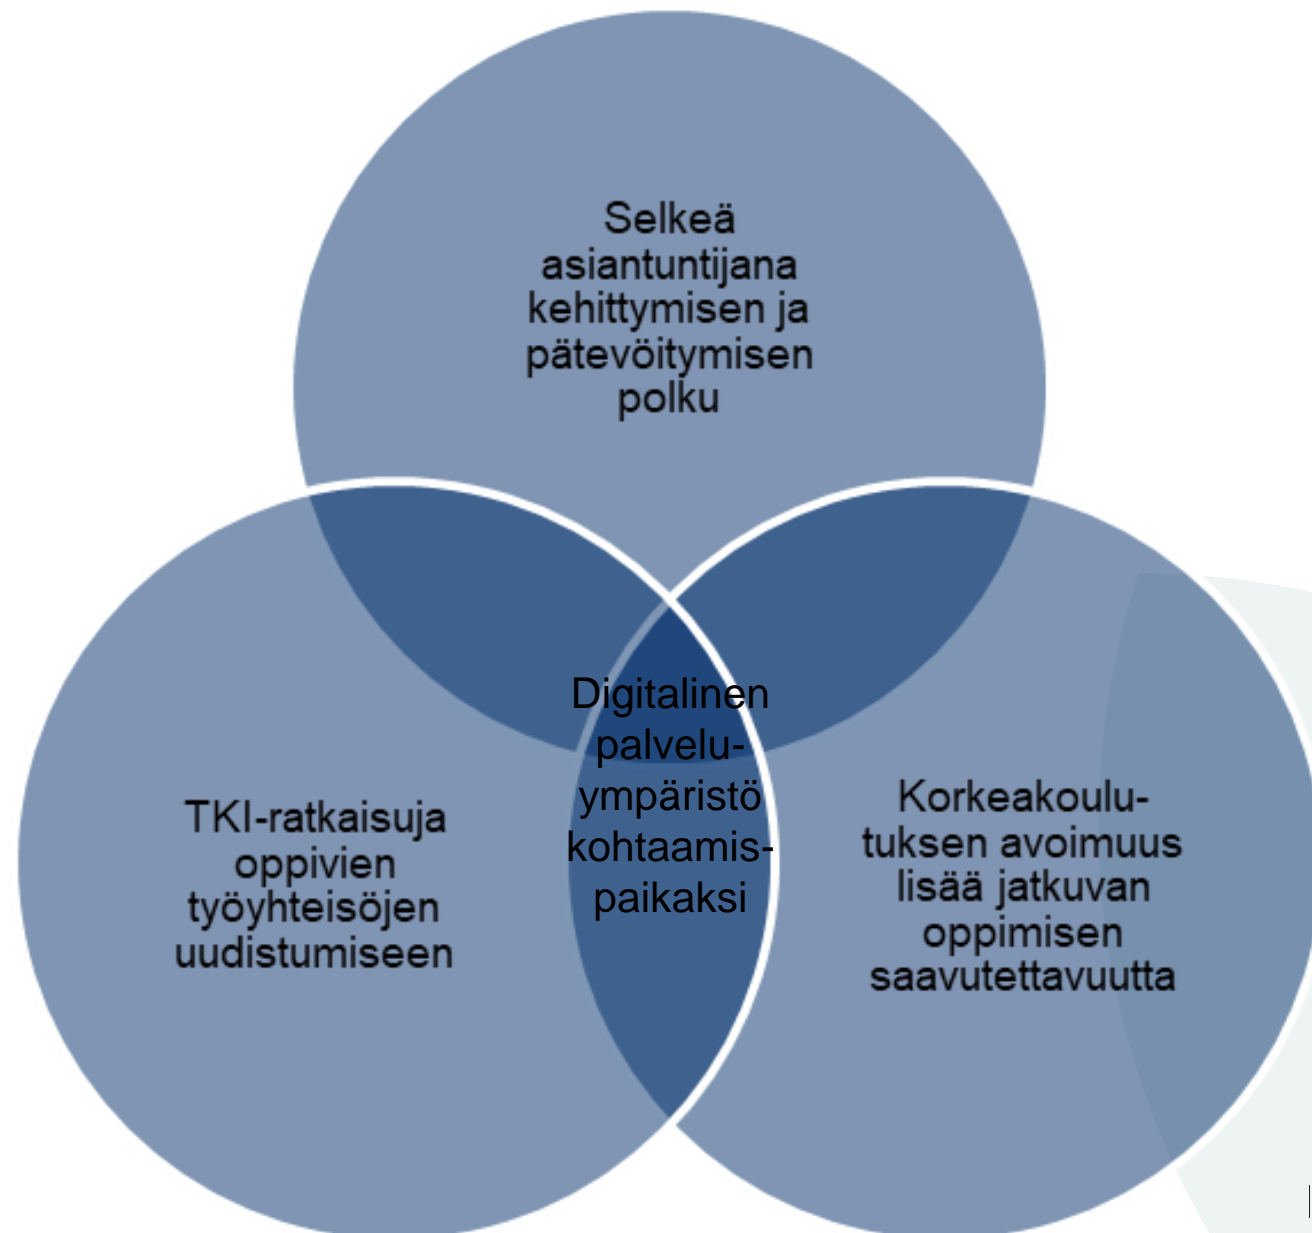 Selkeä
asiantuntijana
kehittymisen ja
pätevöitymisen
polku
Digitalinen
palvelu-
ympäristö
kohtaamis-
paikaksi
TKI-ratkaisuja
oppivien
työyhteisöjen
uudistumiseen
Korkeakoulu-
tuksen avoimuus
lisää jatkuvan
oppimisen
saavutettavuutta